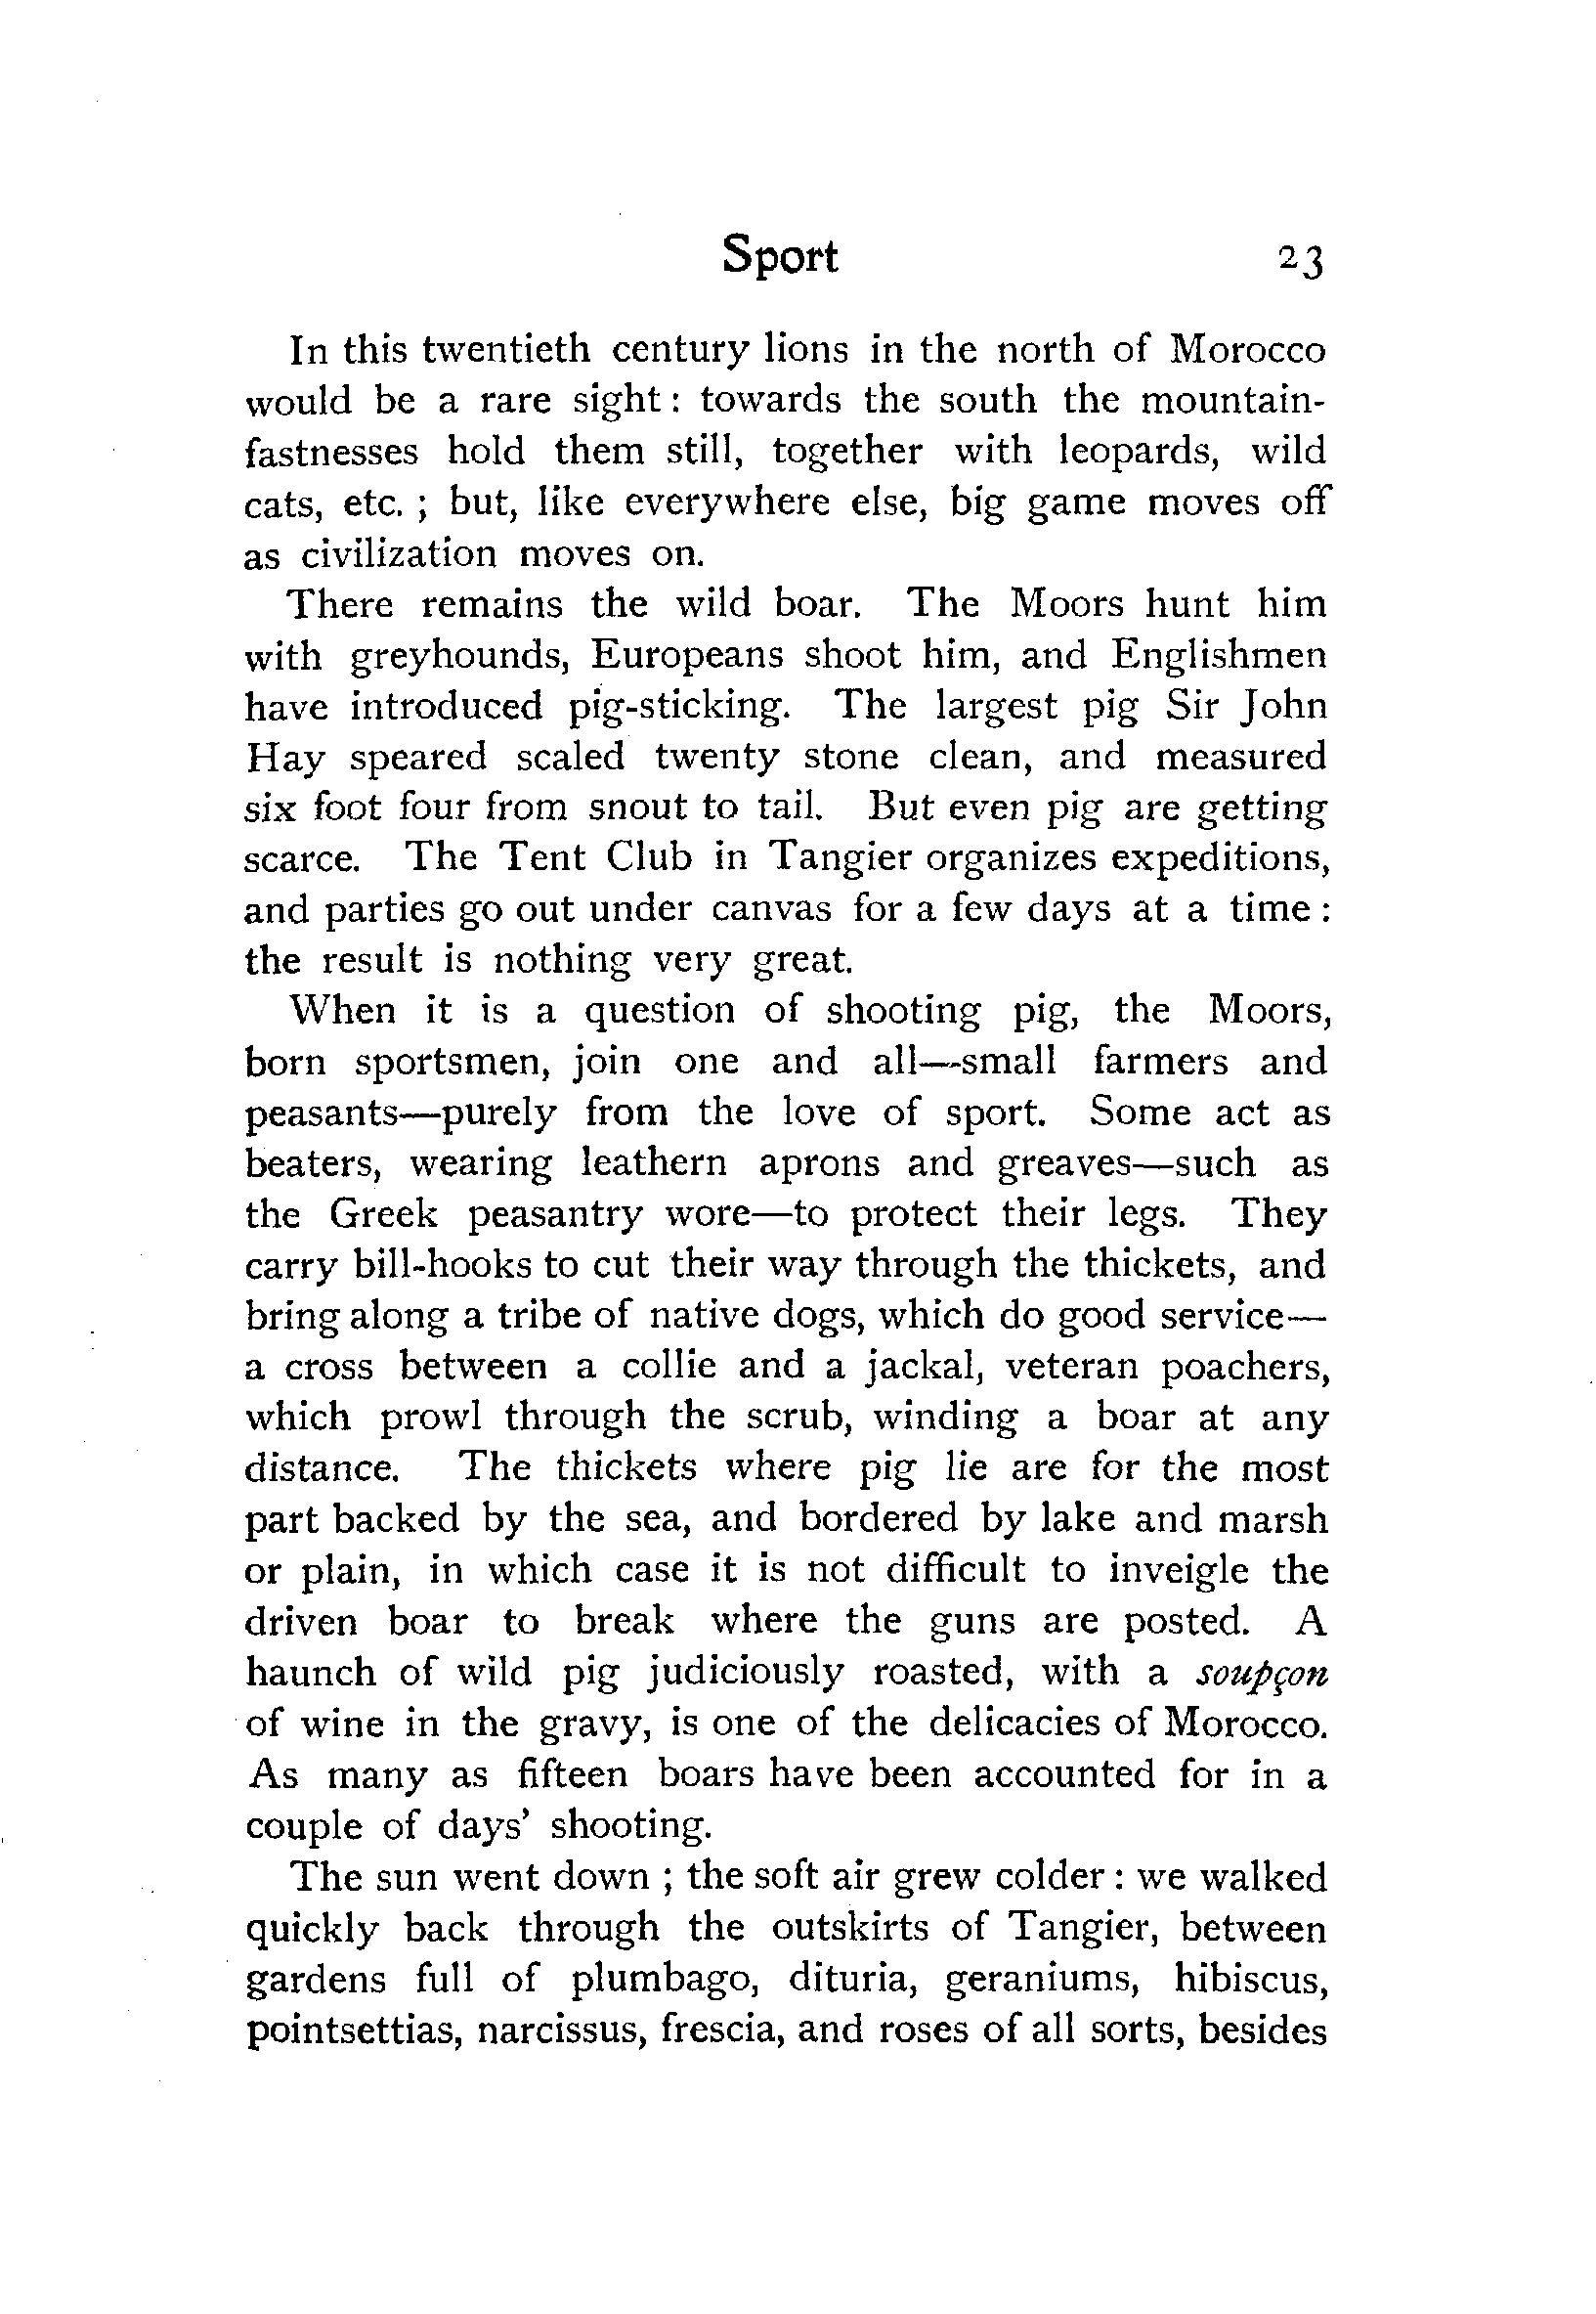 Sport 23
In this twentieth century lions in the north of Morocco
would be a rare sight: towards the south the mountain-
fastnesses hold them still, together with leopards, wild
cats, etc. ; but, like everywhere else, big game moves off
as civilization moves on.
There remains the wild boar. The Moors hunt him
with greyhounds, Europeans shoot him, and Englishmen
have introduced pig-sticking. The largest pig Sir John
Hay speared scaled twenty stone clean, and measured
six foot four from snout to tail. But even pig are getting
scarce. The Tent Club in Tangier organizes expeditions,
and parties go out under canvas for a few days at a time :
the result is nothing very great.
When it is a question of shooting pig, the Moors,
born sportsmen, join one and all—small farmers and
peasants—purely from the love of sport. Some act as
beaters, wearing leathern aprons and greaves—such as
the Greek peasantry wore—to protect their legs. They
carry bill-hooks to cut their way through the thickets, and
bring along a tribe of native dogs, which do good service—
a cross between a collie and a jackal, veteran poachers,
which prowl through the scrub, winding a boar at any
distance. The thickets where pig lie are for the most
part backed by the sea, and bordered by lake and marsh
or plain, in which case it is not difficult to inveigle the
driven boar to break where the guns are posted. A
haunch of wild pig judiciously roasted, with a soupçon
of wine in the gravy, is one of the delicacies of Morocco.
As many as fifteen boars have been accounted for in a
couple of days' shooting.
The sun went down ; the soft air grew colder : we walked
quickly back through the outskirts of Tangier, between
gardens full of plumbago, dituria, geraniums, hibiscus,
pointsettias, narcissus, frescia, and roses of all sorts, besides